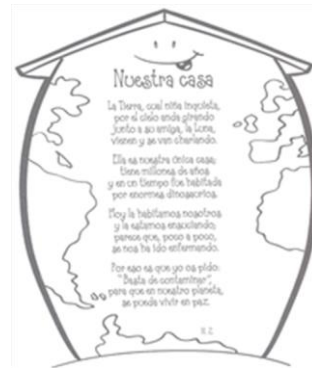 Nuestra casa
La Tierra, cual niña inquieta,
por el cielo anda girando
junto a su amiga, la Luna,
vienen y se van charlando.
Ella es nuestra única casa;
tiene millones de años
y en un tiempo fue habitada
por enormes dinosaurios.
Hoy la habitamos nosotros
y la estamos ensuciando;
parece que, poco a poco,
se nos ha ido enfermando.
Por eso es que yo os pido:
"Basta de contaminar",
para que en nuestro planeta,
se pueda vivir en paz.